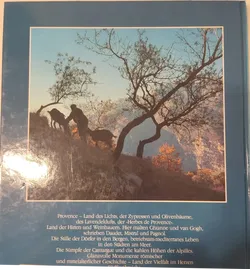 Provence – Land des Lichts, der Zypressen und Olivenbäume,
des Lavendeldufts, der »Herbes de Provence«.
Land der Hirten und Weinbauern. Hier malten Cézanne und van Gogh,
schrieben Daudet, Mistral und Pagnol.
Die Stille der Dörfer in den Bergen, mediterranes Leben
in den Städten am Meer.
Die Sümpfe der Camargue und die kahlen Höhen der Alpilles.
Glanzvolle Monumente römischer
und mittelalterlicher Geschichte – Land der Vielfalt im Herzen